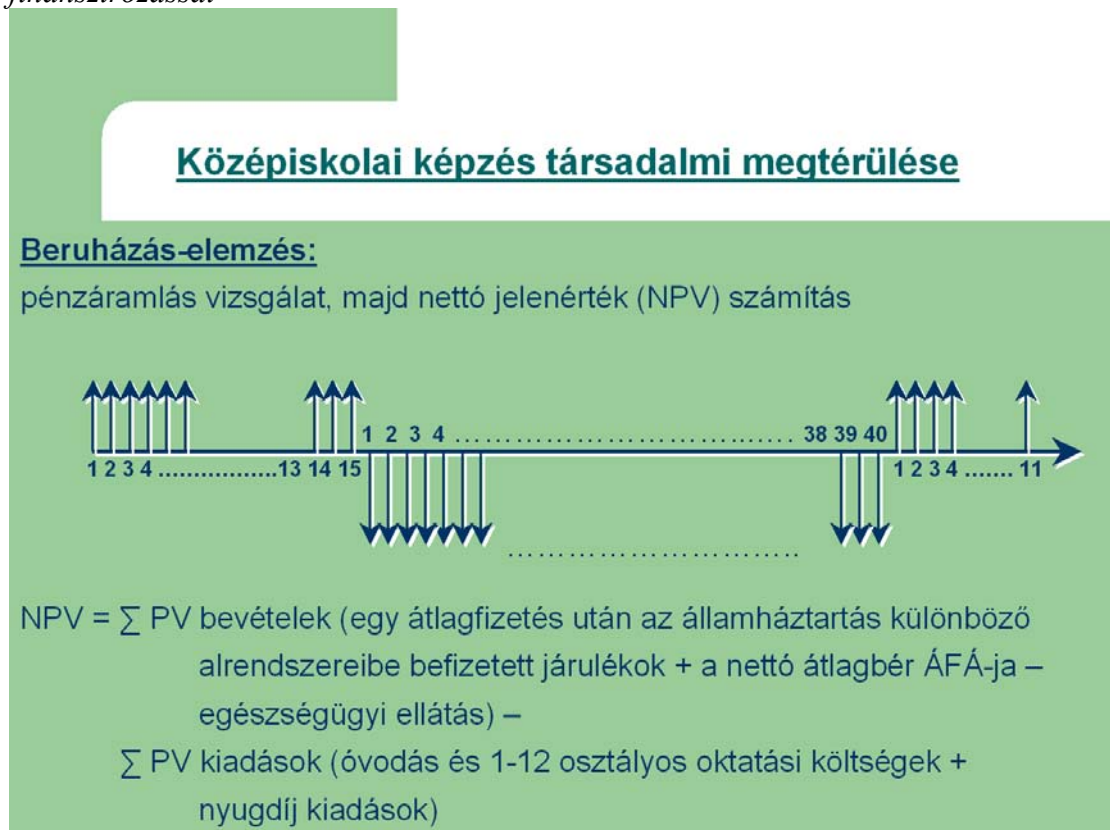 finanszírozással
Középiskolai képzés társadalmi megtérülése
Beruházás-elemzés:
pénzáramlás vizsgálat, majd nettó jelenérték (NPV) számítás
1 2 3 4 ................................................ 38 39 40
1 2 3 4 .................13 14 15
1 2 3 4 ....... 11
................................
NPV = ∑ PV bevételek (egy átlagfizetés után az államháztartás különböző
alrendszereibe befizetett járulékok + a nettó átlagbér ÁFÁ-ja –
egészségügyi ellátás) –
∑ PV kiadások (óvodás és 1-12 osztályos oktatási költségek +
nyugdíj kiadások)